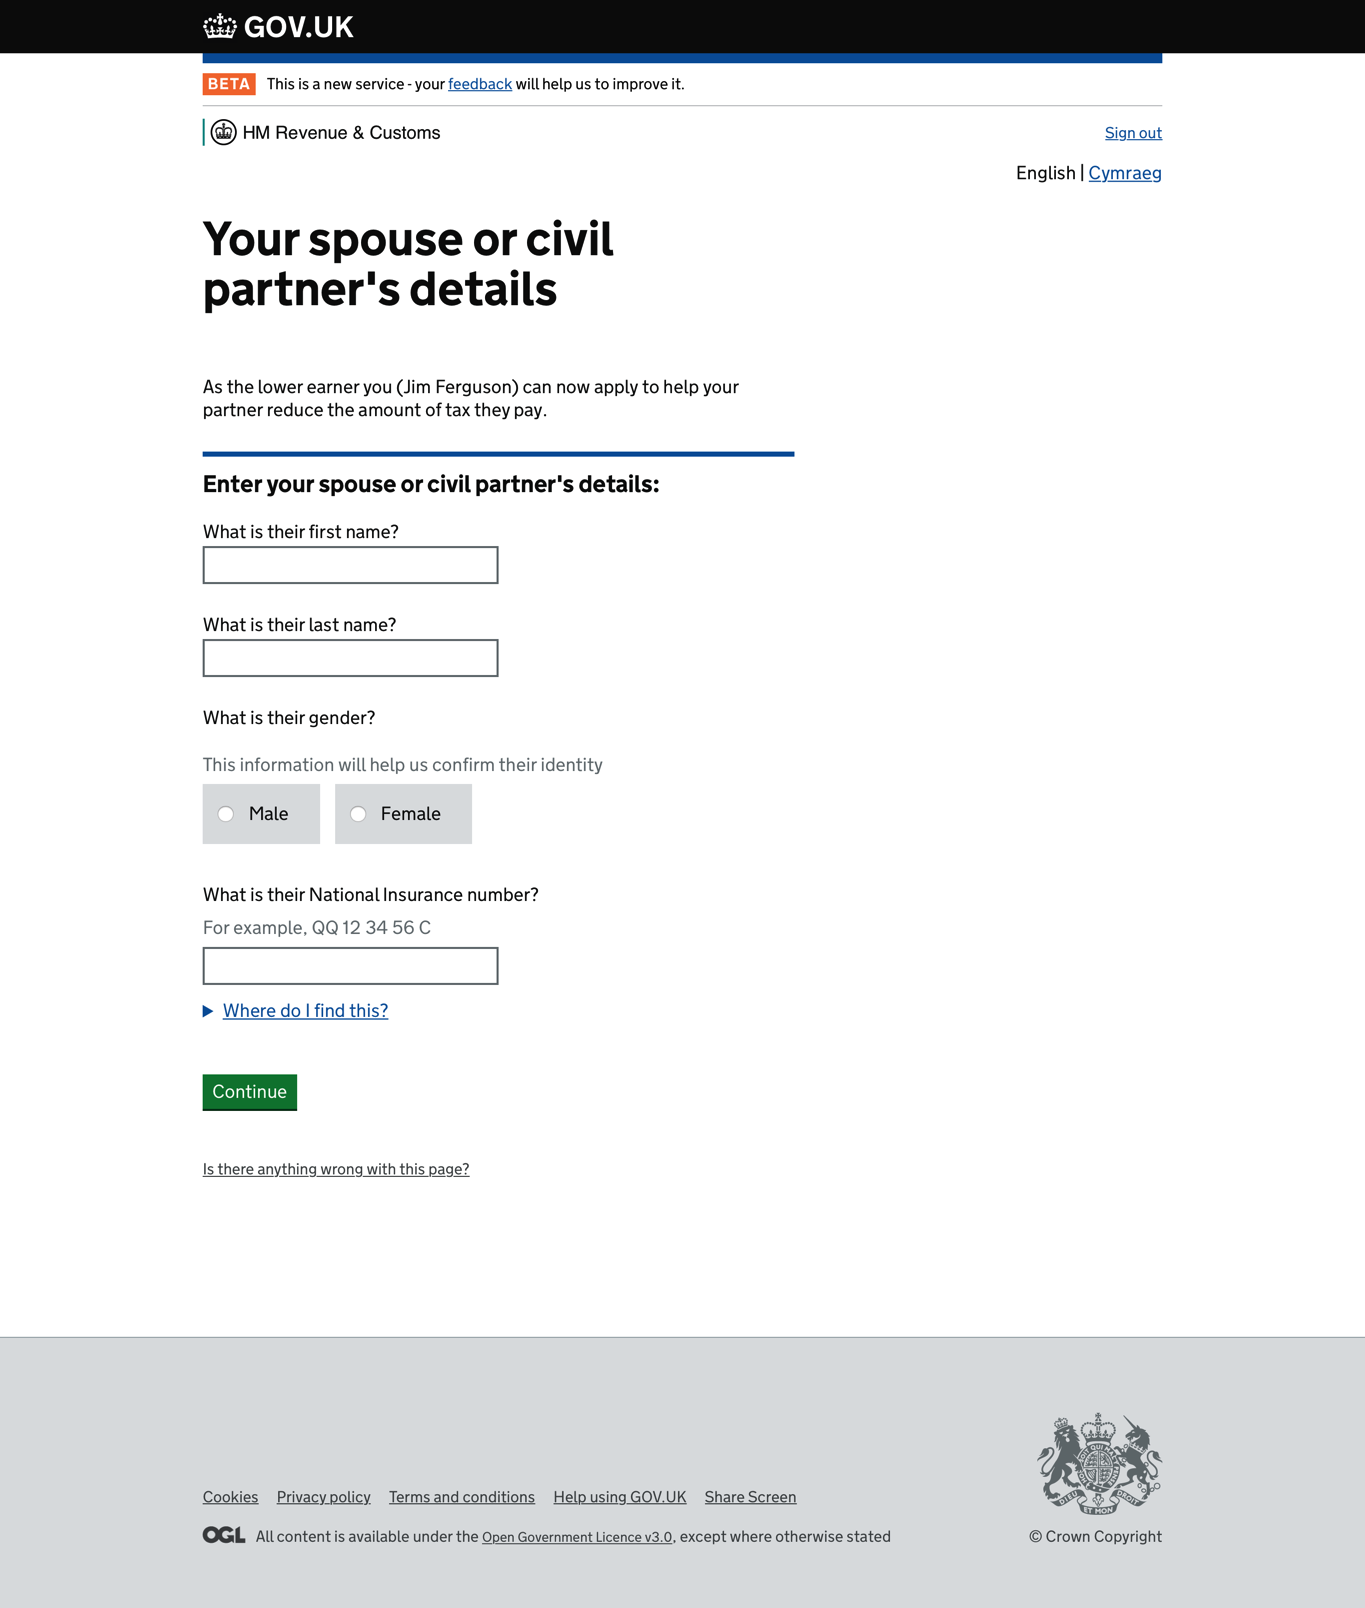 GOV.UK
BETA This is a new service - your feedback will help us to improve it.
HM Revenue & Customs
Sign out
English | Cymraeg
Your spouse or civil
partner's details
As the lower earner you (Jim Ferguson) can now apply to help your
partner reduce the amount of tax they pay.
Enter your spouse or civil partner's details:
What is their first name?
What is their last name?
What is their gender?
This information will help us confirm their identity
Male Female
What is their National Insurance number?
For example, QQ 12 34 56 C
Where do I find this?
Continue
Is there anything wrong with this page?
Cookies Privacy policy Terms and conditions Help using GOV.UK Share Screen
OGL All content is available under the Open Government Licence v3.0, except where otherwise stated
© Crown Copyright